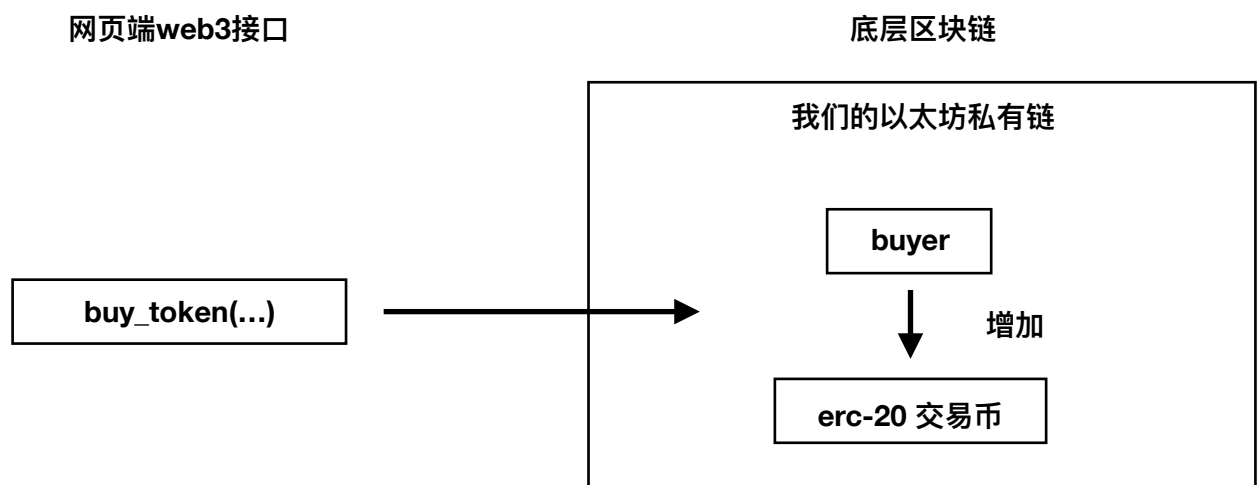 网页端web3接口
底层区块链
我们的以太坊私有链
buyer
buy_token(…)
增加
erc-20 交易币